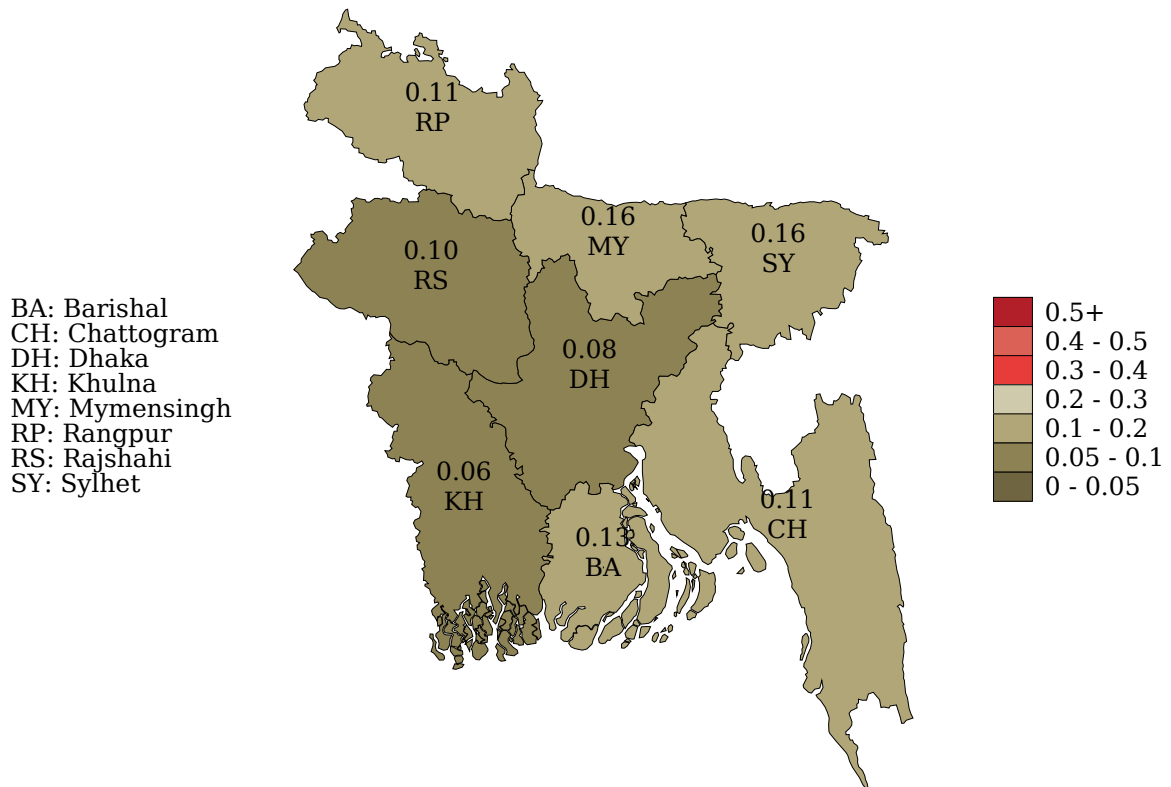 0.11
RP
0.16
MY
0.16
SY
0.10
RS
BA: Barishal
CH: Chattogram
DH: Dhaka
KH: Khulna
MY: Mymensingh
RP: Rangpur
RS: Rajshahi
SY: Sylhet
0.08
DH
0.06
KH
0.13
BA
0.11
CH
0.5+
0.4 - 0.5
0.3 - 0.4
0.2 - 0.3
0.1 - 0.2
0.05 - 0.1
0 - 0.05